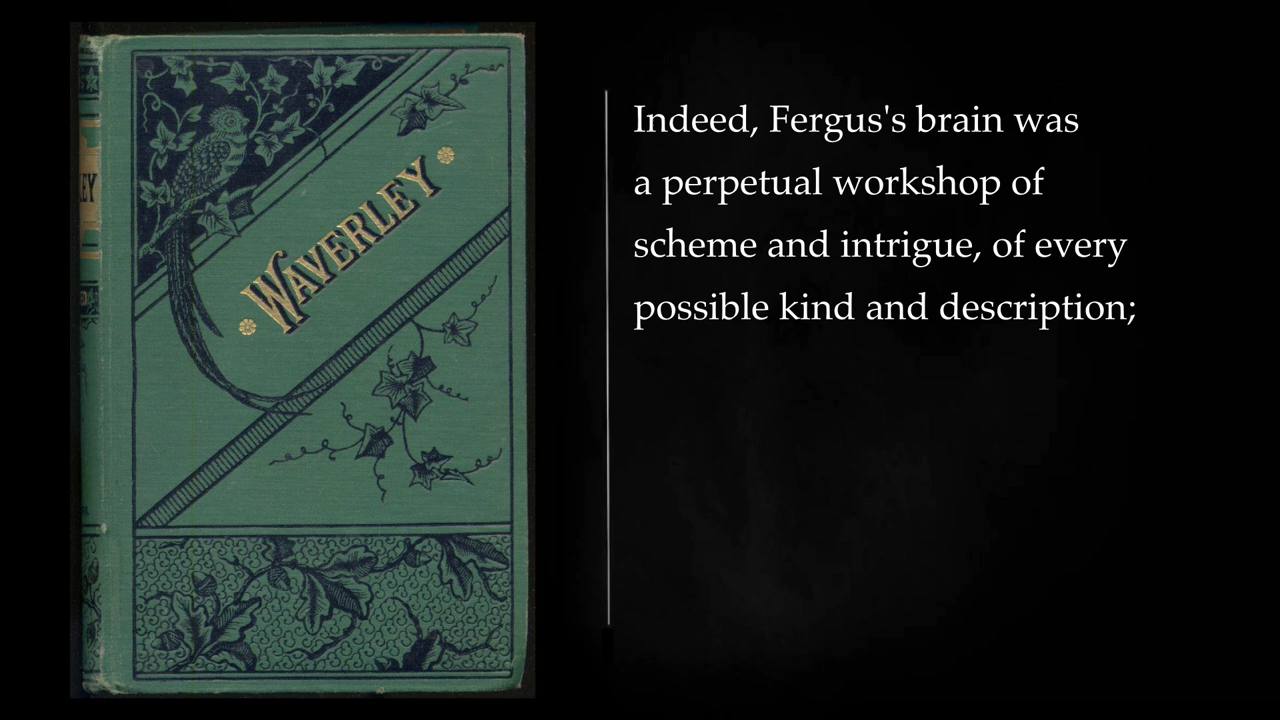 WAVERLEY
Indeed, Fergus's brain was
a perpetual workshop of
scheme and intrigue, of every
possible kind and description;